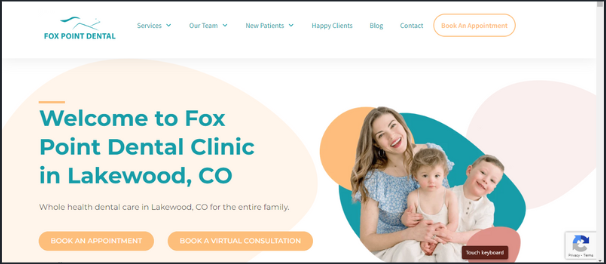 FOX POINT DENTAL
Services
Our Team
New Patients
Happy Clients
Blog
Contact
Book An Appointment
Welcome to Fox
Point Dental Clinic
in Lakewood, CO
Whole health dental care in Lakewood, CO for the entire family.
BOOK AN APPOINTMENT
BOOK A VIRTUAL CONSULTATION
Touch keyboard
Privacy - Terms